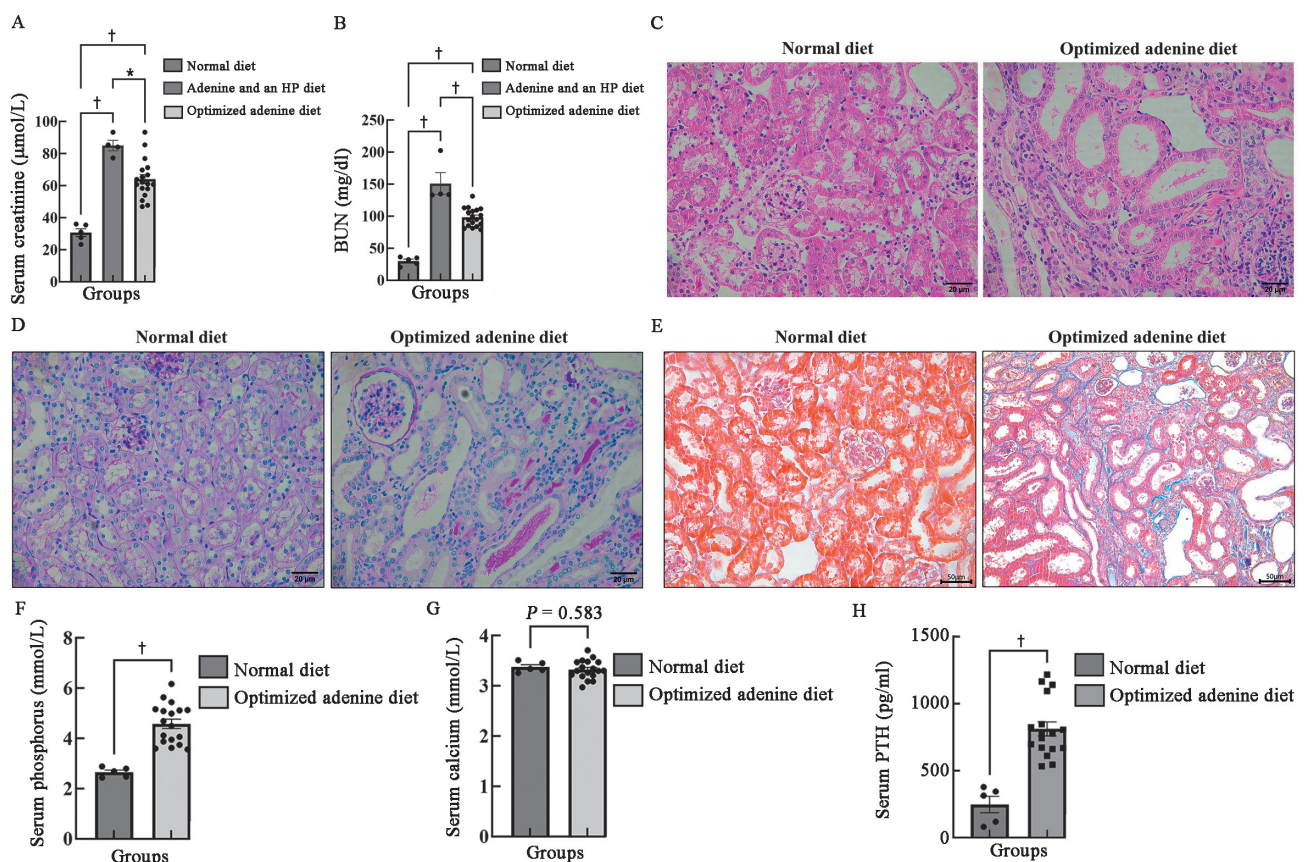 A
†
†
*
Normal diet
Adenine and an HP diet
Optimized adenine diet
Serum creatinine (μmol/L)
100
80
60
40
20
0
Groups
B
†
†
†
Normal diet
Adenine and an HP diet
Optimized adenine diet
BUN (mg/dl)
250
200
150
100
50
0
Groups
C
Normal diet
Optimized adenine diet
20 μm
20 μm
D
Normal diet
Optimized adenine diet
20 μm
20 μm
E
Normal diet
Optimized adenine diet
50μm
50μm
F
†
Normal diet
Optimized adenine diet
Serum phosphorus (mmol/L)
8
6
4
2
0
Groups
G
P = 0.583
Normal diet
Optimized adenine diet
Serum calcium (mmol/L)
4
3
2
1
0
Groups
H
†
Normal diet
Optimized adenine diet
Serum PTH (pg/ml)
1500
1000
500
0
Groups